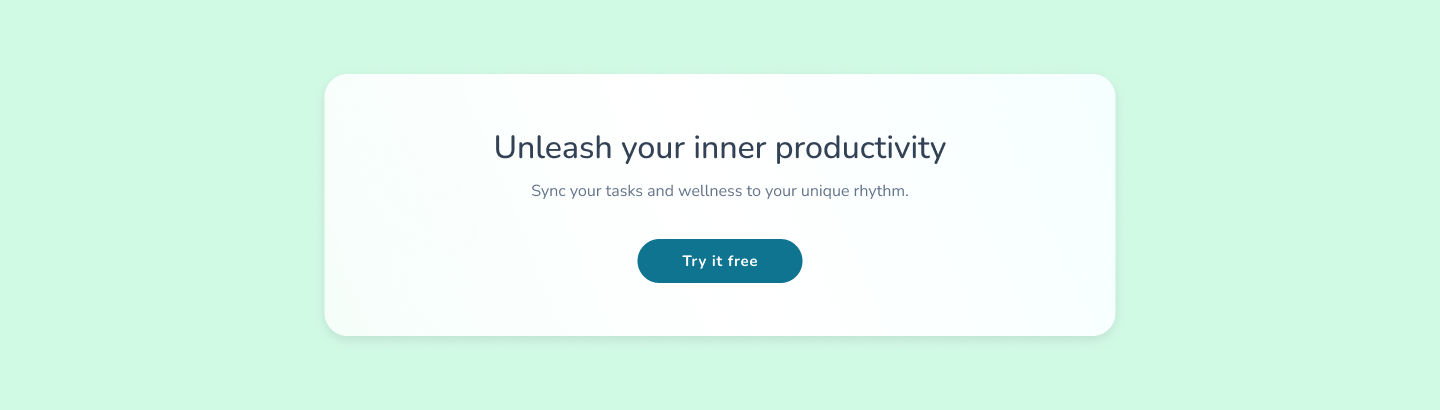 Unleash your inner productivity
Sync your tasks and wellness to your unique rhythm.
Try it free